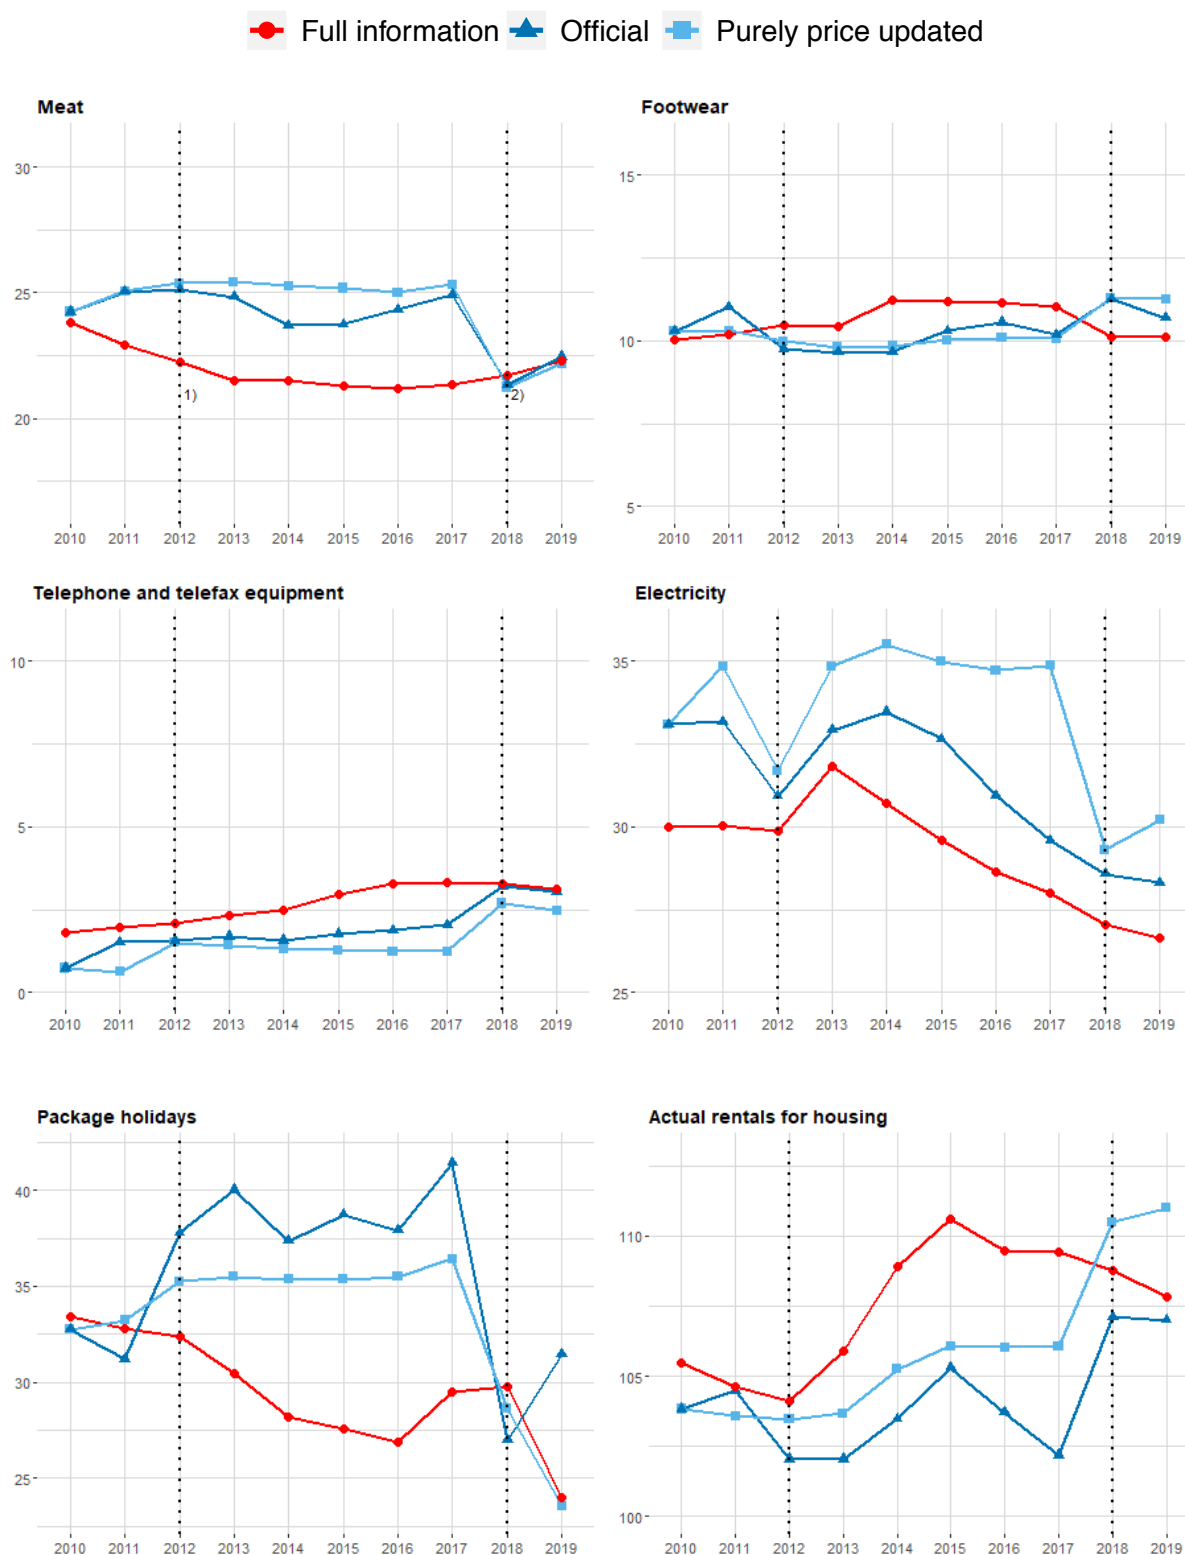 Full information Official Purely price updated
Meat
30
25
20
1)
2)
2010 2011 2012 2013 2014 2015 2016 2017 2018 2019
Footwear
15
10
5
2010 2011 2012 2013 2014 2015 2016 2017 2018 2019
Telephone and telefax equipment
10
5
0
2010 2011 2012 2013 2014 2015 2016 2017 2018 2019
Electricity
35
30
25
2010 2011 2012 2013 2014 2015 2016 2017 2018 2019
Package holidays
40
35
30
25
2010 2011 2012 2013 2014 2015 2016 2017 2018 2019
Actual rentals for housing
110
105
100
2010 2011 2012 2013 2014 2015 2016 2017 2018 2019